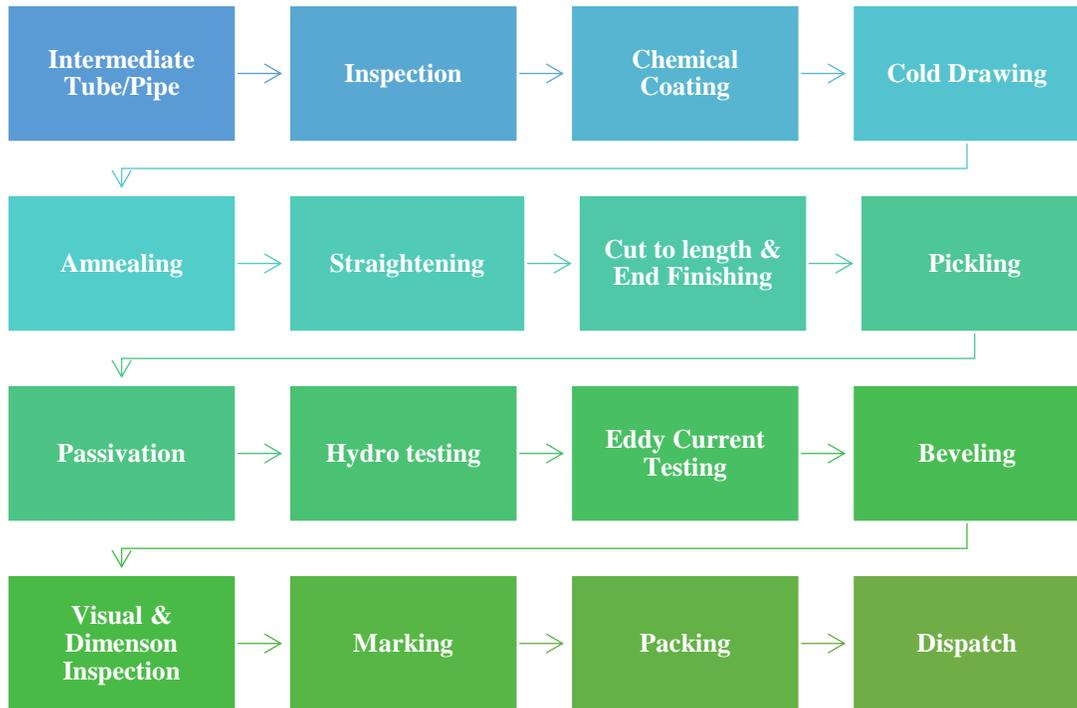 Intermediate
Tube/Pipe
Inspection
Chemical
Coating
Cold Drawing
Amnealing
Straightening
Cut to length &
End Finishing
Pickling
Passivation
Hydro testing
Eddy Current
Testing
Beveling
Visual &
Dimenson
Inspection
Marking
Packing
Dispatch